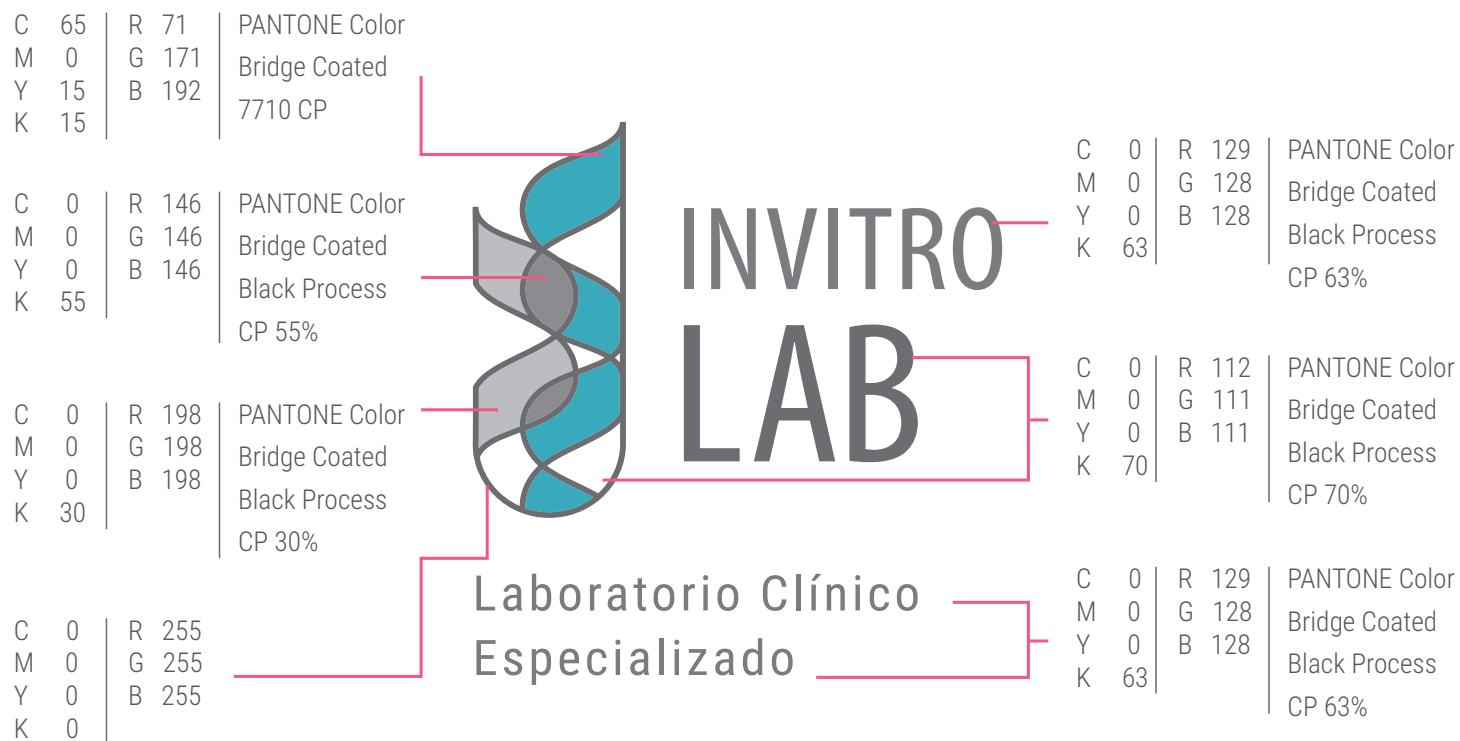 C 65 R 71 PANTONE Color
M 0 G 171 Bridge Coated
Y 15 B 192 7710 CP
K 15
C 0 R 146 PANTONE Color
M 0 G 146 Bridge Coated
Y 0 B 146 Black Process
K 55 CP 55%
C 0 R 198 PANTONE Color
M 0 G 198 Bridge Coated
Y 0 B 198 Black Process
K 30 CP 30%
C 0 R 255
M 0 G 255
Y 0 B 255
K 0
INVITRO
LAB
Laboratorio Clínico
Especializado
C 0 R 129 PANTONE Color
M 0 G 128 Bridge Coated
Y 0 B 128 Black Process
K 63 CP 63%
C 0 R 112 PANTONE Color
M 0 G 111 Bridge Coated
Y 0 B 111 Black Process
K 70 CP 70%
C 0 R 129 PANTONE Color
M 0 G 128 Bridge Coated
Y 0 B 128 Black Process
K 63 CP 63%